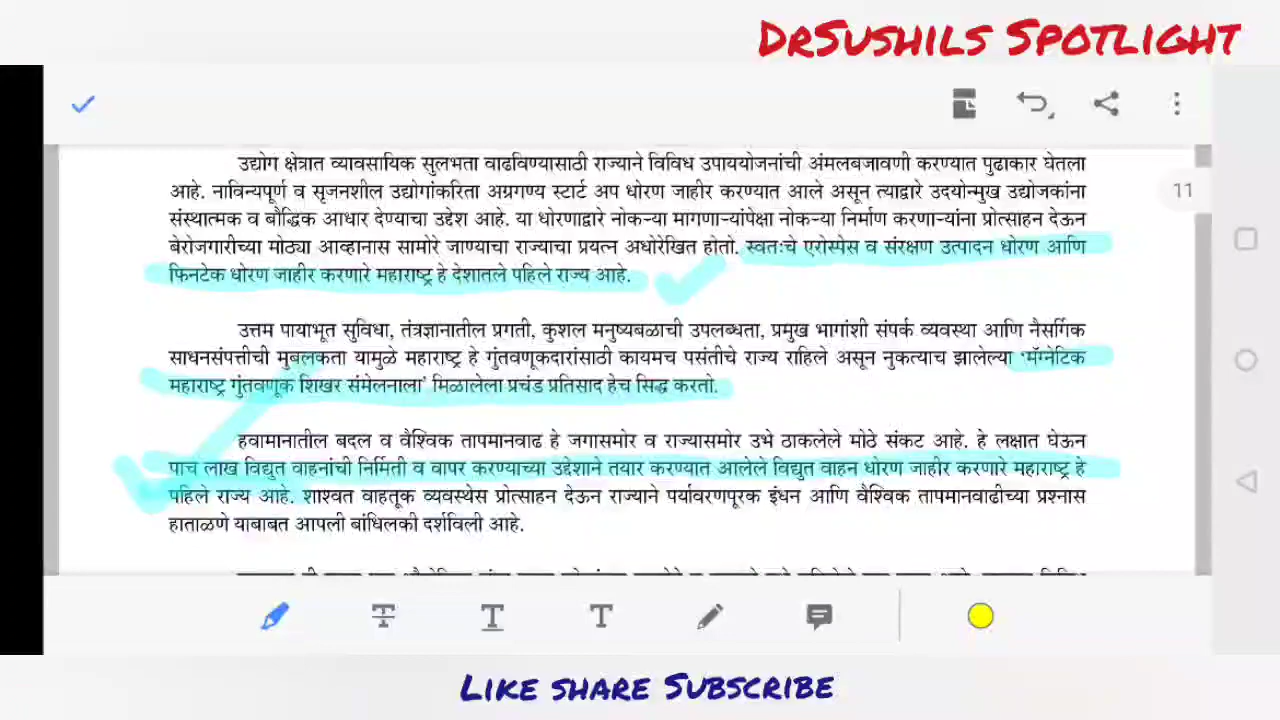 DrSushils Spotlight
उद्योग क्षेत्रात व्यावसायिक सुलभता वाढविण्यासाठी राज्याने विविध उपाययोजनांची अंमलबजावणी करण्यात पुढाकार घेतला
आहे. नाविन्यपूर्ण व सृजनशील उद्योगांकरिता अग्रगण्य स्टार्ट अप धोरण जाहीर करण्यात आले असून त्याद्वारे उदयोन्मुख उद्योजकांना
संस्थात्मक व बौद्धिक आधार देण्याचा उद्देश आहे. या धोरणाद्वारे नोकऱ्या मागणाऱ्यांपेक्षा नोकऱ्या निर्माण करणाऱ्यांना प्रोत्साहन देऊन
बेरोजगारीच्या मोठ्या आव्हानास सामोरे जाण्याचा राज्याचा प्रयत्न अधोरेखित होतो. स्वतःचे एरोस्पेस व संरक्षण उत्पादन धोरण आणि
फिनटेक धोरण जाहीर करणारे महाराष्ट्र हे देशातले पहिले राज्य आहे.
11
उत्तम पायाभूत सुविधा, तंत्रज्ञानातील प्रगती, कुशल मनुष्यबळाची उपलब्धता, प्रमुख भागांशी संपर्क व्यवस्था आणि नैसर्गिक
साधनसंपत्तीची मुबलकता यामुळे महाराष्ट्र हे गुंतवणूकदारांसाठी कायमच पसंतीचे राज्य राहिले असून नुकत्याच झालेल्या 'मॅग्नेटिक
महाराष्ट्र गुंतवणूक शिखर संमेलनाला' मिळालेला प्रचंड प्रतिसाद हेच सिद्ध करतो.
हवामानातील बदल व वैश्विक तापमानवाढ हे जगासमोर व राज्यासमोर उभे ठाकलेले मोठे संकट आहे. हे लक्षात घेऊन
पाच लाख विद्युत वाहनांची निर्मिती व वापर करण्याच्या उद्देशाने तयार करण्यात आलेले विद्युत वाहन धोरण जाहीर करणारे महाराष्ट्र हे
पहिले राज्य आहे. शाश्वत वाहतूक व्यवस्थेस प्रोत्साहन देऊन राज्याने पर्यावरणपूरक इंधन आणि वैश्विक तापमानवाढीच्या प्रश्नास
हाताळणे याबाबत आपली बांधिलकी दर्शविली आहे.
Like share Subscribe